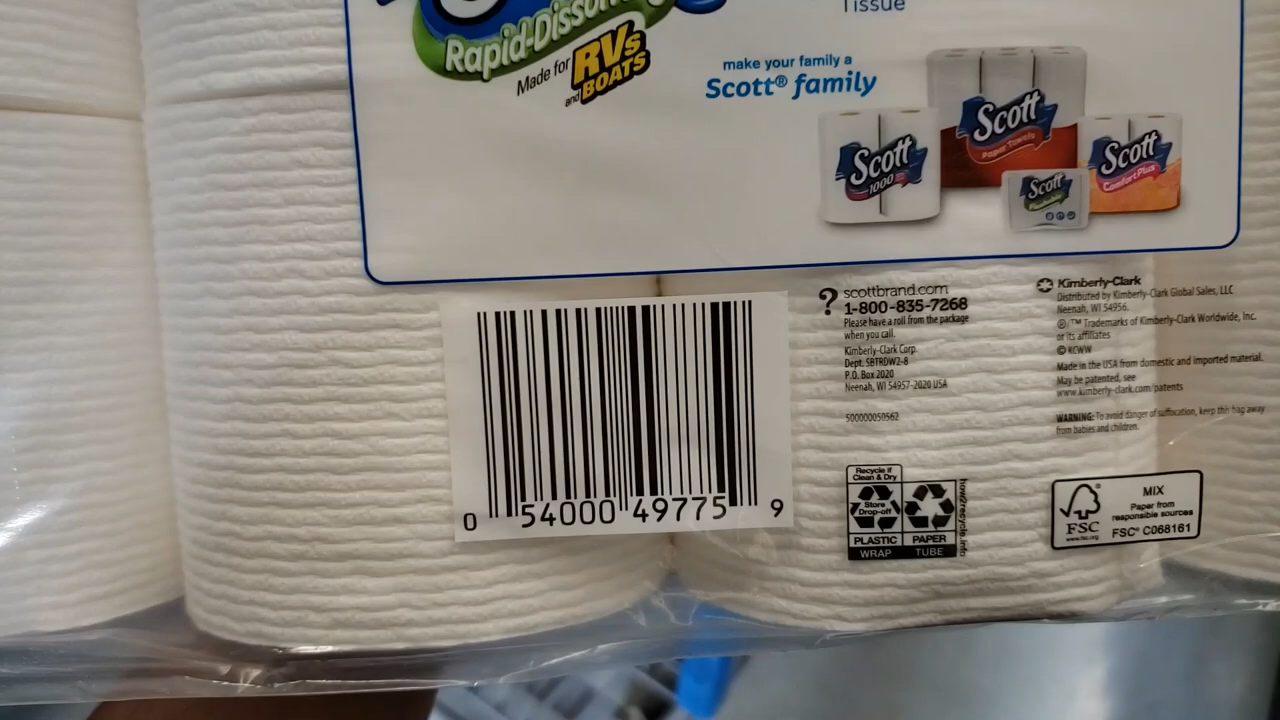 Tissue
Rapid-Dissolving
Made for RVs
and BOATS
make your family a
Scott® family
Scott
Paper Towels
Scott
1000
Scott
ComfortPlus
Scott
Flushable
0 54000 49775 9
? scottbrand.com
1-800-835-7268
Please have a roll from the package
when you call.
Kimberly-Clark Corp.
Dept. SBTRDW2-8
P.O. Box 2020
Neenah, WI 54957-2020 USA
500000050562
Kimberly-Clark
Distributed by Kimberly-Clark Global Sales, LLC
Neenah, WI 54956.
®/™ Trademarks of Kimberly-Clark Worldwide, Inc.
or its affiliates
© KCWW
Made in the USA from domestic and imported material.
May be patented, see
www.kimberly-clark.com/patents
WARNING: To avoid danger of suffocation, keep this bag away
from babies and children.
Recycle if
Clean & Dry
Store
Drop-off
PLASTIC PAPER
WRAP TUBE
how2recycle.info
FSC
www.fsc.org
MIX
Paper from
responsible sources
FSC® C068161